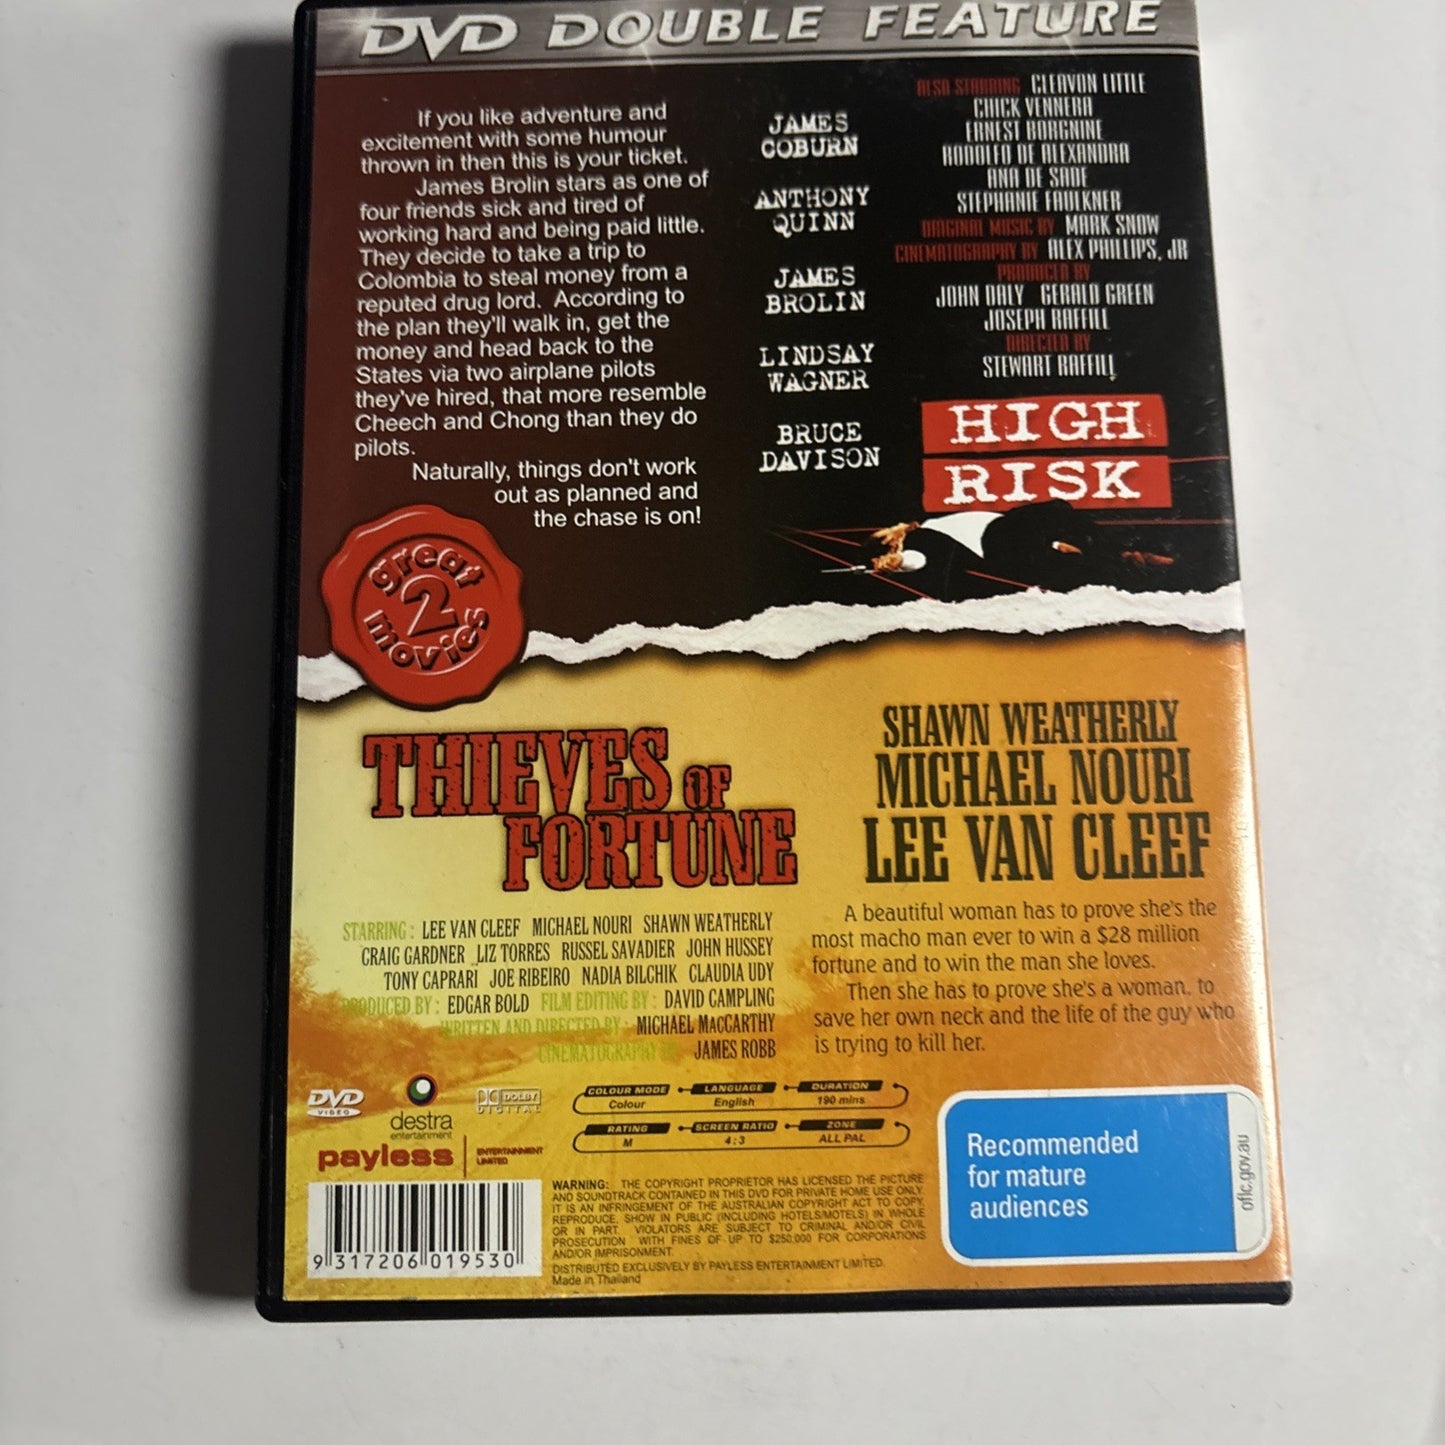 DVD DOUBLE FEATURE
If you like adventure and
excitement with some humour
thrown in then this is your ticket.
James Brolin stars as one of
four friends sick and tired of
working hard and being paid little.
They decide to take a trip to
Colombia to steal money from a
reputed drug lord. According to
the plan they'll walk in, get the
money and head back to the
States via two airplane pilots
they've hired, that more resemble
Cheech and Chong than they do
pilots.
Naturally, things don't work
out as planned and
the chase is on!
JAMES
COBURN
ANTHONY
QUINN
JAMES
BROLIN
LINDSAY
WAGNER
BRUCE
DAVISON
ALSO STARRING CLEAVON LITTLE
CHICK VENNERA
ERNEST BORGNINE
RODOLFO DE ALEXANDRA
ANA DE SADE
STEPHANIE FAULKNER
ORIGINAL MUSIC BY MARK SNOW
CINEMATOGRAPHY BY ALEX PHILLIPS, JR
PRODUCED BY
JOHN DALY GERALD GREEN
JOSEPH RAFFILL
DIRECTED BY
STEWART RAFFILL
HIGH
RISK
great
2
movies
THIEVES OF
FORTUNE
SHAWN WEATHERLY
MICHAEL NOURI
LEE VAN CLEEF
STARRING : LEE VAN CLEEF MICHAEL NOURI SHAWN WEATHERLY
CRAIG GARDNER LIZ TORRES RUSSEL SAVADIER JOHN HUSSEY
TONY CAPRARI JOE RIBEIRO NADIA BILCHIK CLAUDIA UDY
PRODUCED BY : EDGAR BOLD FILM EDITING BY : DAVID CAMPLING
WRITTEN AND DIRECTED BY : MICHAEL MacCARTHY
CINEMATOGRAPHY BY JAMES ROBB
A beautiful woman has to prove she's the
most macho man ever to win a $28 million
fortune and to win the man she loves.
Then she has to prove she's a woman, to
save her own neck and the life of the guy who
is trying to kill her.
DVD
VIDEO
destra
entertainment
DOLBY
DIGITAL
payless
ENTERTAINMENT
LIMITED
COLOUR MODE LANGUAGE DURATION
Colour English 190 mins
RATING SCREEN RATIO ZONE
M 4:3 ALL PAL
Recommended
for mature
audiences
oflc.gov.au
WARNING: THE COPYRIGHT PROPRIETOR HAS LICENSED THE PICTURE
AND SOUNDTRACK CONTAINED IN THIS DVD FOR PRIVATE HOME USE ONLY.
IT IS AN INFRINGEMENT OF THE AUSTRALIAN COPYRIGHT ACT TO COPY,
REPRODUCE, SHOW IN PUBLIC (INCLUDING HOTELS/MOTELS) IN WHOLE
OR IN PART. VIOLATORS ARE SUBJECT TO CRIMINAL AND/OR CIVIL
PROSECUTION WITH FINES OF UP TO $250,000 FOR CORPORATIONS
AND/OR IMPRISONMENT.
DISTRIBUTED EXCLUSIVELY BY PAYLESS ENTERTAINMENT LIMITED.
Made in Thailand
9 317206 019530